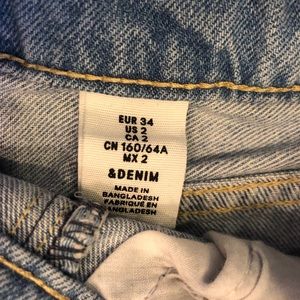 EUR 34
US 2
CA 2
CN 160/64A
MX 2
&DENIM
MADE IN
BANGLADESH
FABRIQUÉ EN
BANGLADESH